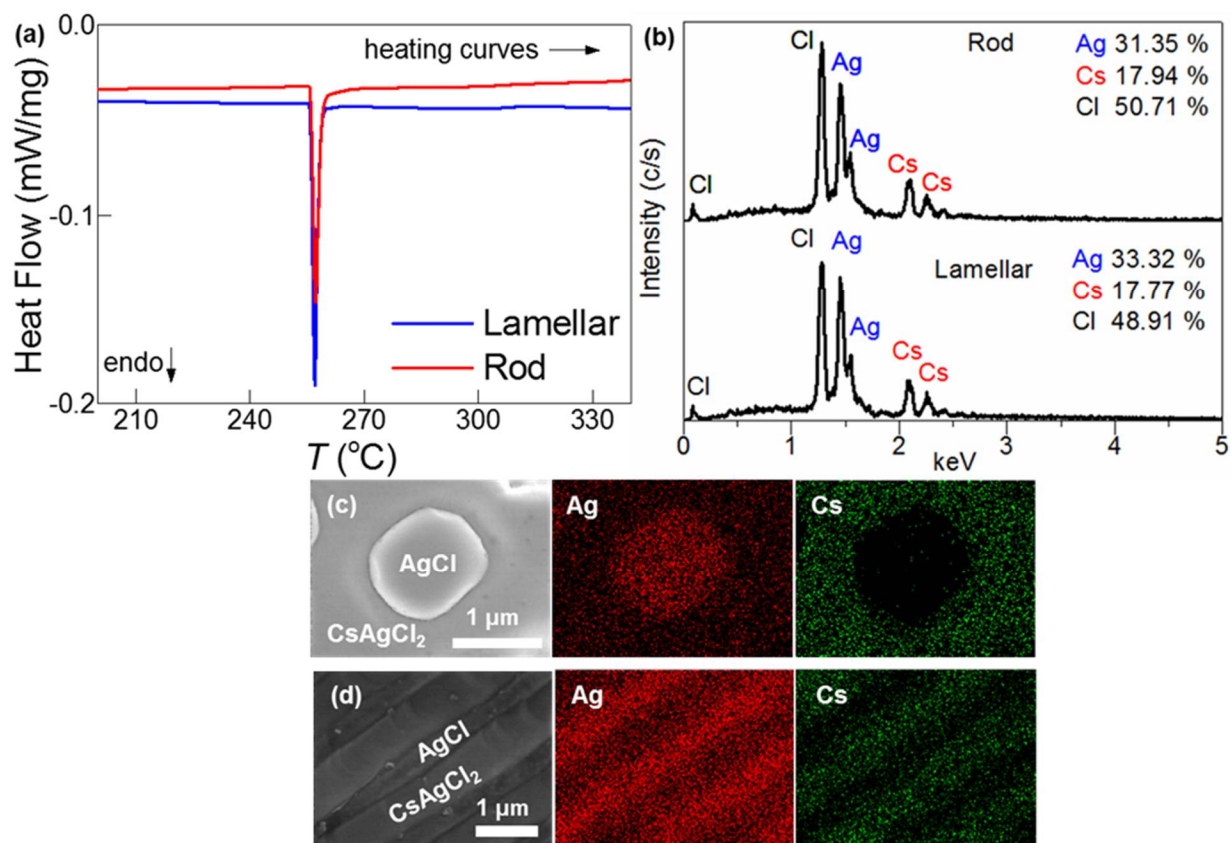 (a)
0.0
-0.1
-0.2
Heat Flow (mW/mg)
heating curves
endo
Lamellar
Rod
210 240 270 300 330
T (°C)
(b)
Rod
Ag 31.35 %
Cs 17.94 %
Cl 50.71 %
Cl
Cl
Ag
Ag
Cs
Cs
Lamellar
Ag 33.32 %
Cs 17.77 %
Cl 48.91 %
Cl
Cl
Ag
Ag
Cs
Cs
Intensity (c/s)
0 1 2 3 4 5
keV
(c)
AgCl
CsAgCl₂
1 µm
Ag
Cs
(d)
AgCl
CsAgCl₂
1 µm
Ag
Cs